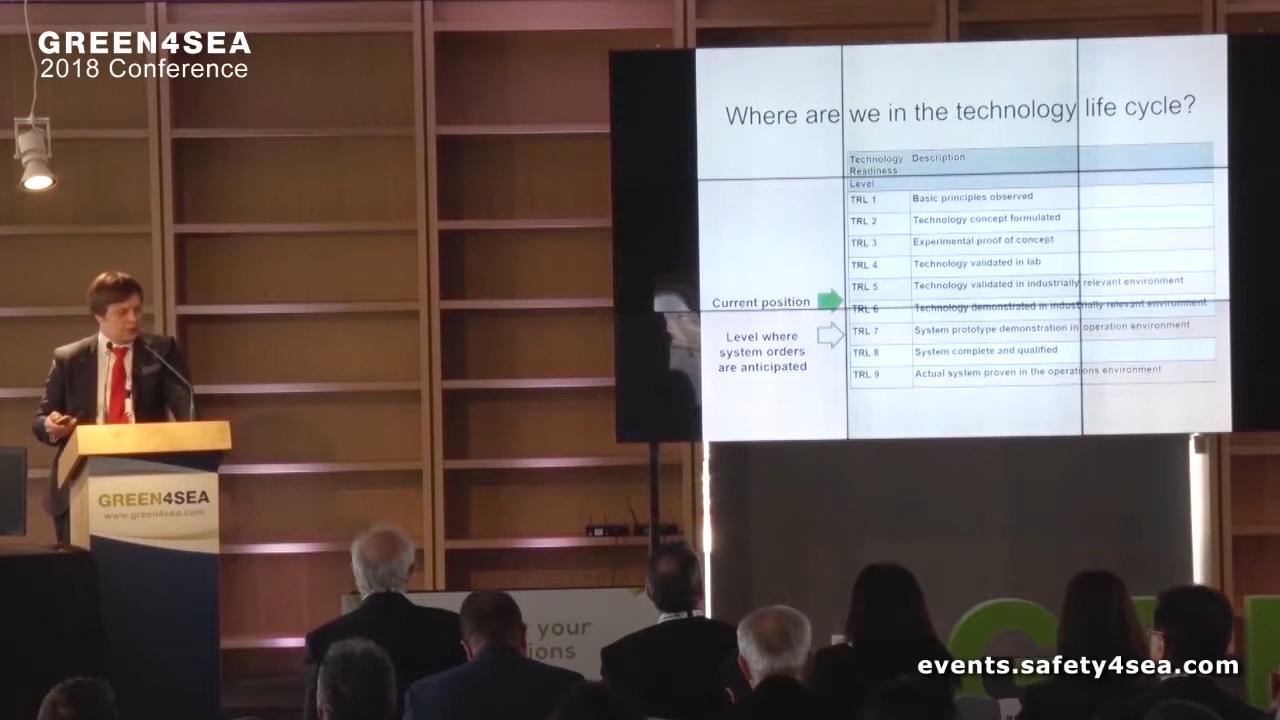 GREEN4SEA
2018 Conference
Where are we in the technology life cycle?
Technology Readiness Level Description
TRL 1 Basic principles observed
TRL 2 Technology concept formulated
TRL 3 Experimental proof of concept
TRL 4 Technology validated in lab
TRL 5 Technology validated in industrially relevant environment
Current position
TRL 6 Technology demonstrated in industrially relevant environment
Level where
system orders
are anticipated
TRL 7 System prototype demonstration in operation environment
TRL 8 System complete and qualified
TRL 9 Actual system proven in the operations environment
GREEN4SEA
www.green4sea.com
your
events.safety4sea.com